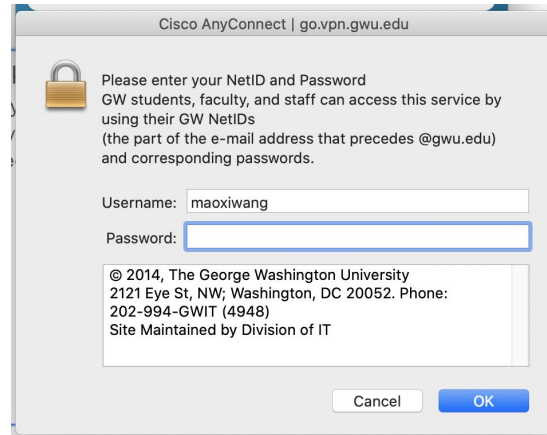 Cisco AnyConnect | go.vpn.gwu.edu
Please enter your NetID and Password
GW students, faculty, and staff can access this service by
using their GW NetIDs
(the part of the e-mail address that precedes @gwu.edu)
and corresponding passwords.
Username: maoxiwang
Password:
© 2014, The George Washington University
2121 Eye St, NW; Washington, DC 20052. Phone:
202-994-GWIT (4948)
Site Maintained by Division of IT
Cancel OK